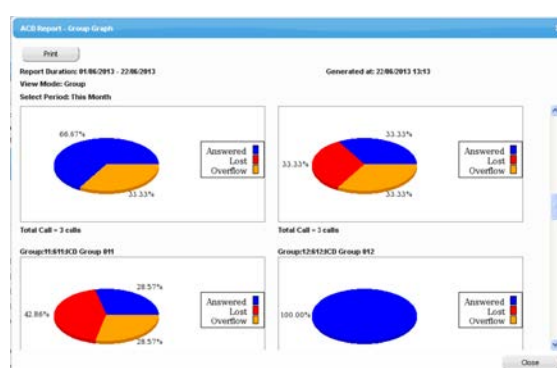 ACD Report - Group Graph
Print
Report Duration: 01/06/2013 - 22/06/2013
Generated at: 22/06/2013 13:13
View Mode: Group
Select Period: This Month
66.67%
33.33%
Answered
Lost
Overflow
33.33%
33.33%
33.33%
Answered
Lost
Overflow
Total Call = 3 calls
Total Call = 3 calls
Group:11:611:ICD Group 011
Group:12:612:ICD Group 012
28.57%
42.86%
28.57%
Answered
Lost
Overflow
100.00%
Answered
Lost
Overflow
Close